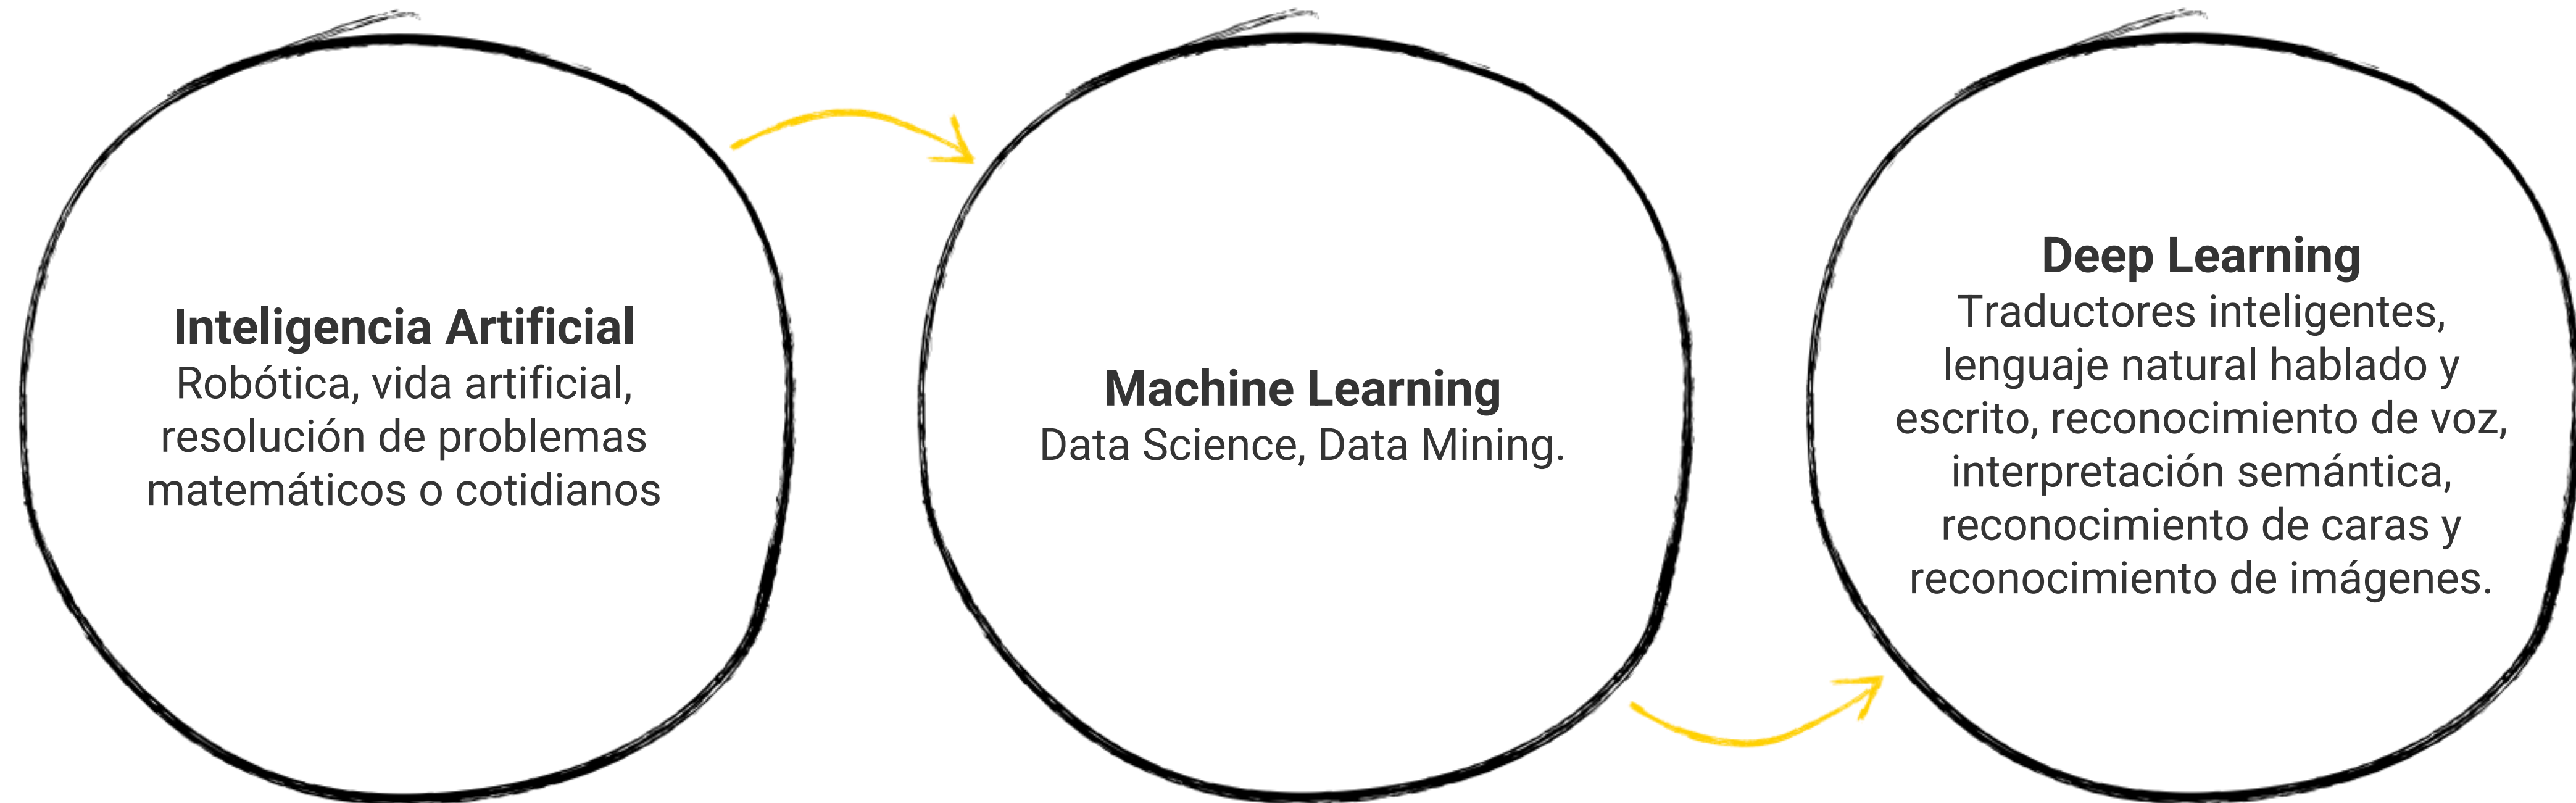 Inteligencia Artificial
Robótica, vida artificial,
resolución de problemas
matemáticos o cotidianos
Machine Learning
Data Science, Data Mining.
Deep Learning
Traductores inteligentes,
lenguaje natural hablado y
escrito, reconocimiento de voz,
interpretación semántica,
reconocimiento de caras y
reconocimiento de imágenes.